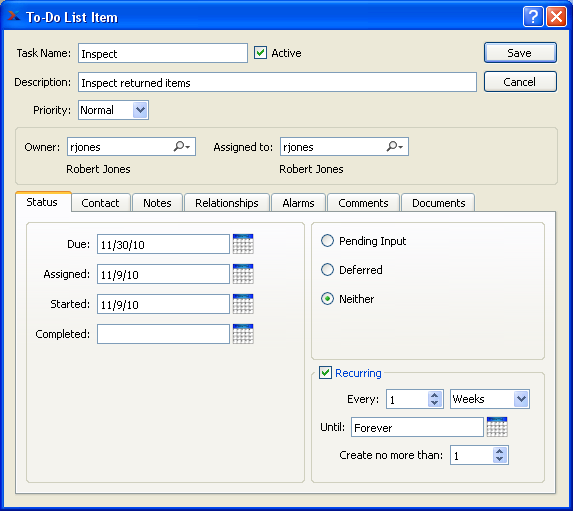 To-Do List Item
Task Name: Inspect Active Save
Description: Inspect returned items Cancel
Priority: Normal
Owner: rjones Assigned to: rjones
Robert Jones Robert Jones
Status Contact Notes Relationships Alarms Comments Documents
Due: 11/30/10
Assigned: 11/9/10
Started: 11/9/10
Completed:
Pending Input
Deferred
Neither
Recurring
Every: 1 Weeks
Until: Forever
Create no more than: 1